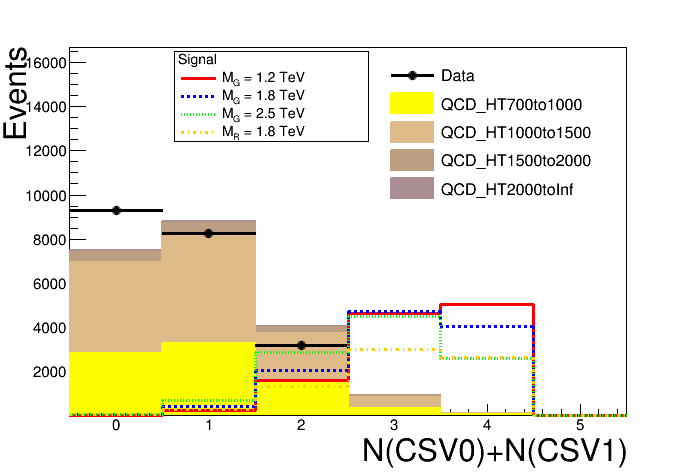 Events
16000
14000
12000
10000
8000
6000
4000
2000
Signal
M_G = 1.2 TeV
M_G = 1.8 TeV
M_G = 2.5 TeV
M_R = 1.8 TeV
Data
QCD_HT700to1000
QCD_HT1000to1500
QCD_HT1500to2000
QCD_HT2000toInf
0 1 2 3 4 5
N(CSV0)+N(CSV1)